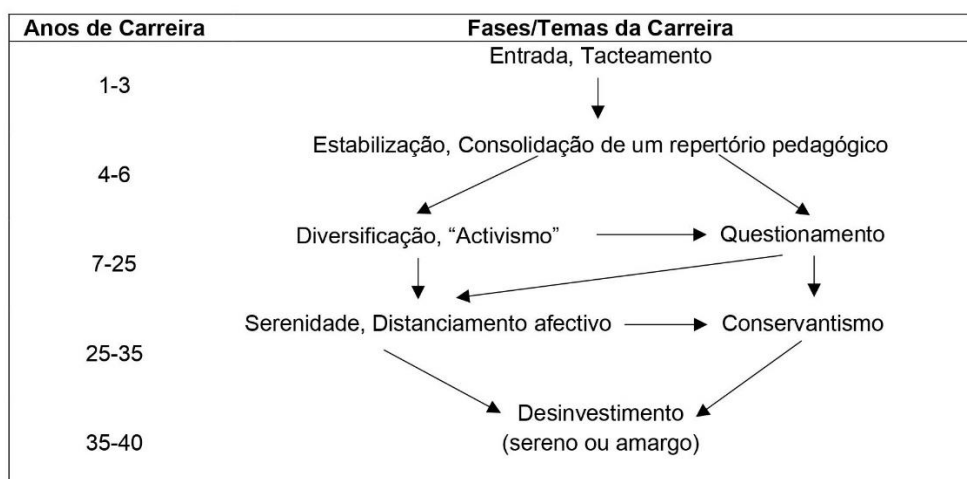 Anos de Carreira Fases/Temas da Carreira
Entrada, Tacteamento
1-3
Estabilização, Consolidação de um repertório pedagógico
4-6
Diversificação, “Activismo” Questionamento
7-25
Serenidade, Distanciamento afectivo Conservantismo
25-35
Desinvestimento
(sereno ou amargo)
35-40